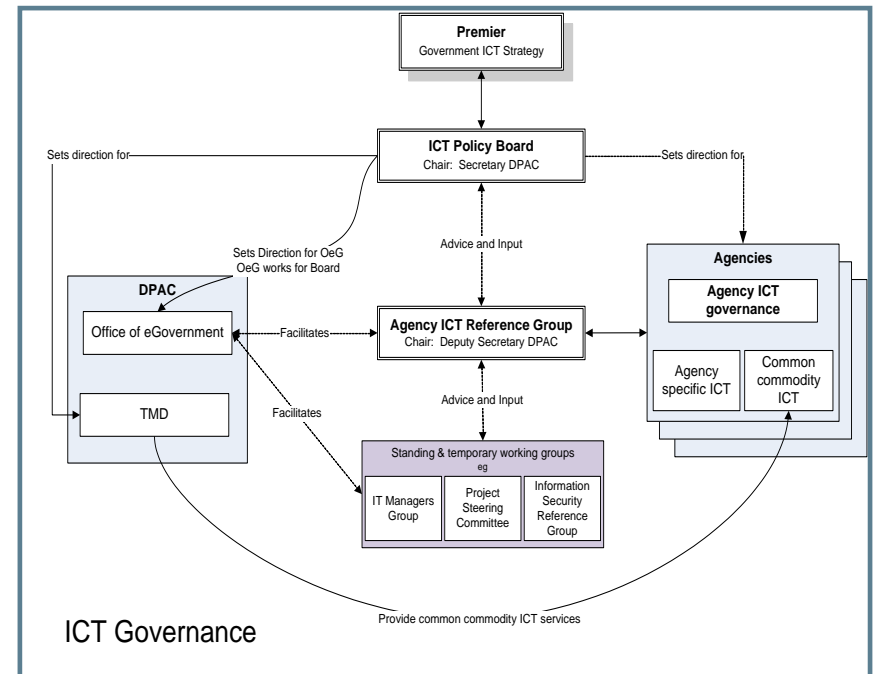 Premier
Government ICT Strategy
ICT Policy Board
Chair: Secretary DPAC
Sets direction for
Sets direction for
Advice and Input
Sets Direction for OeG
OeG works for Board
DPAC
Office of eGovernment
TMD
Facilitates
Facilitates
Agency ICT Reference Group
Chair: Deputy Secretary DPAC
Advice and Input
Agencies
Agency ICT
governance
Agency
specific ICT
Common
commodity
ICT
Standing & temporary working groups
eg
IT Managers
Group
Project
Steering
Committee
Information
Security
Reference
Group
Provide common commodity ICT services
ICT Governance